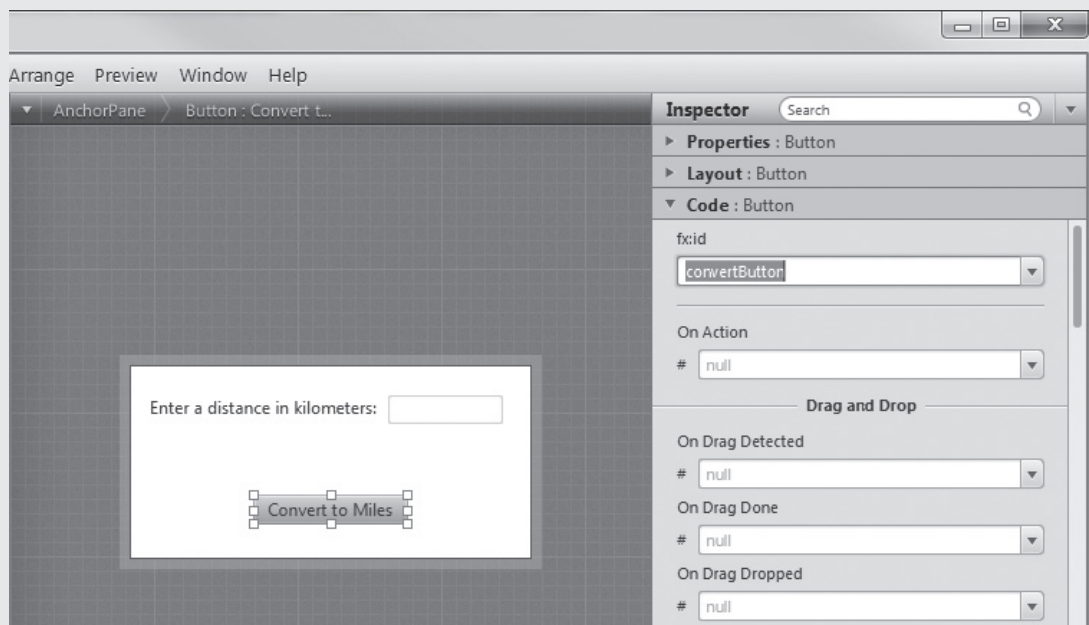 Arrange Preview Window Help
AnchorPane Button : Convert t...
Inspector Search
Properties : Button
Layout : Button
Code : Button
fx:id
convertButton
On Action
# null
Drag and Drop
On Drag Detected
# null
On Drag Done
# null
On Drag Dropped
# null
Enter a distance in kilometers:
Convert to Miles